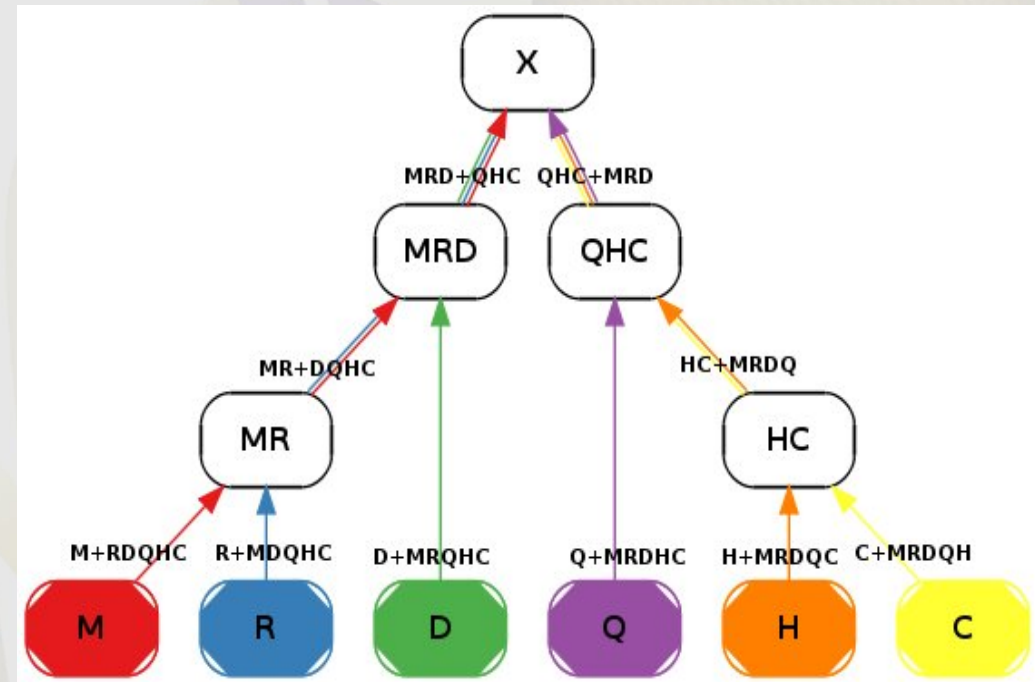 X
MRD+QHC QHC+MRD
MRD QHC
MR+DQHC HC+MRDQ
MR HC
M+RDQHC R+MDQHC D+MRQHC Q+MRDHC H+MRDQC C+MRDQH
M R D Q H C